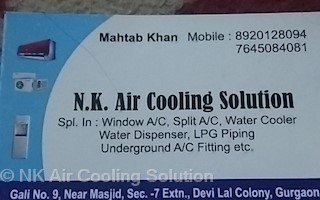 Mahtab Khan Mobile : 8920128094
7645084081
N.K. Air Cooling Solution
Spl. In : Window A/C, Split A/C, Water Cooler
Water Dispenser, LPG Piping
Underground A/C Fitting etc.
© NK Air Cooling Solution
Gali No. 9, Near Masjid, Sec. -7 Extn., Devi Lal Colony, Gurgaon